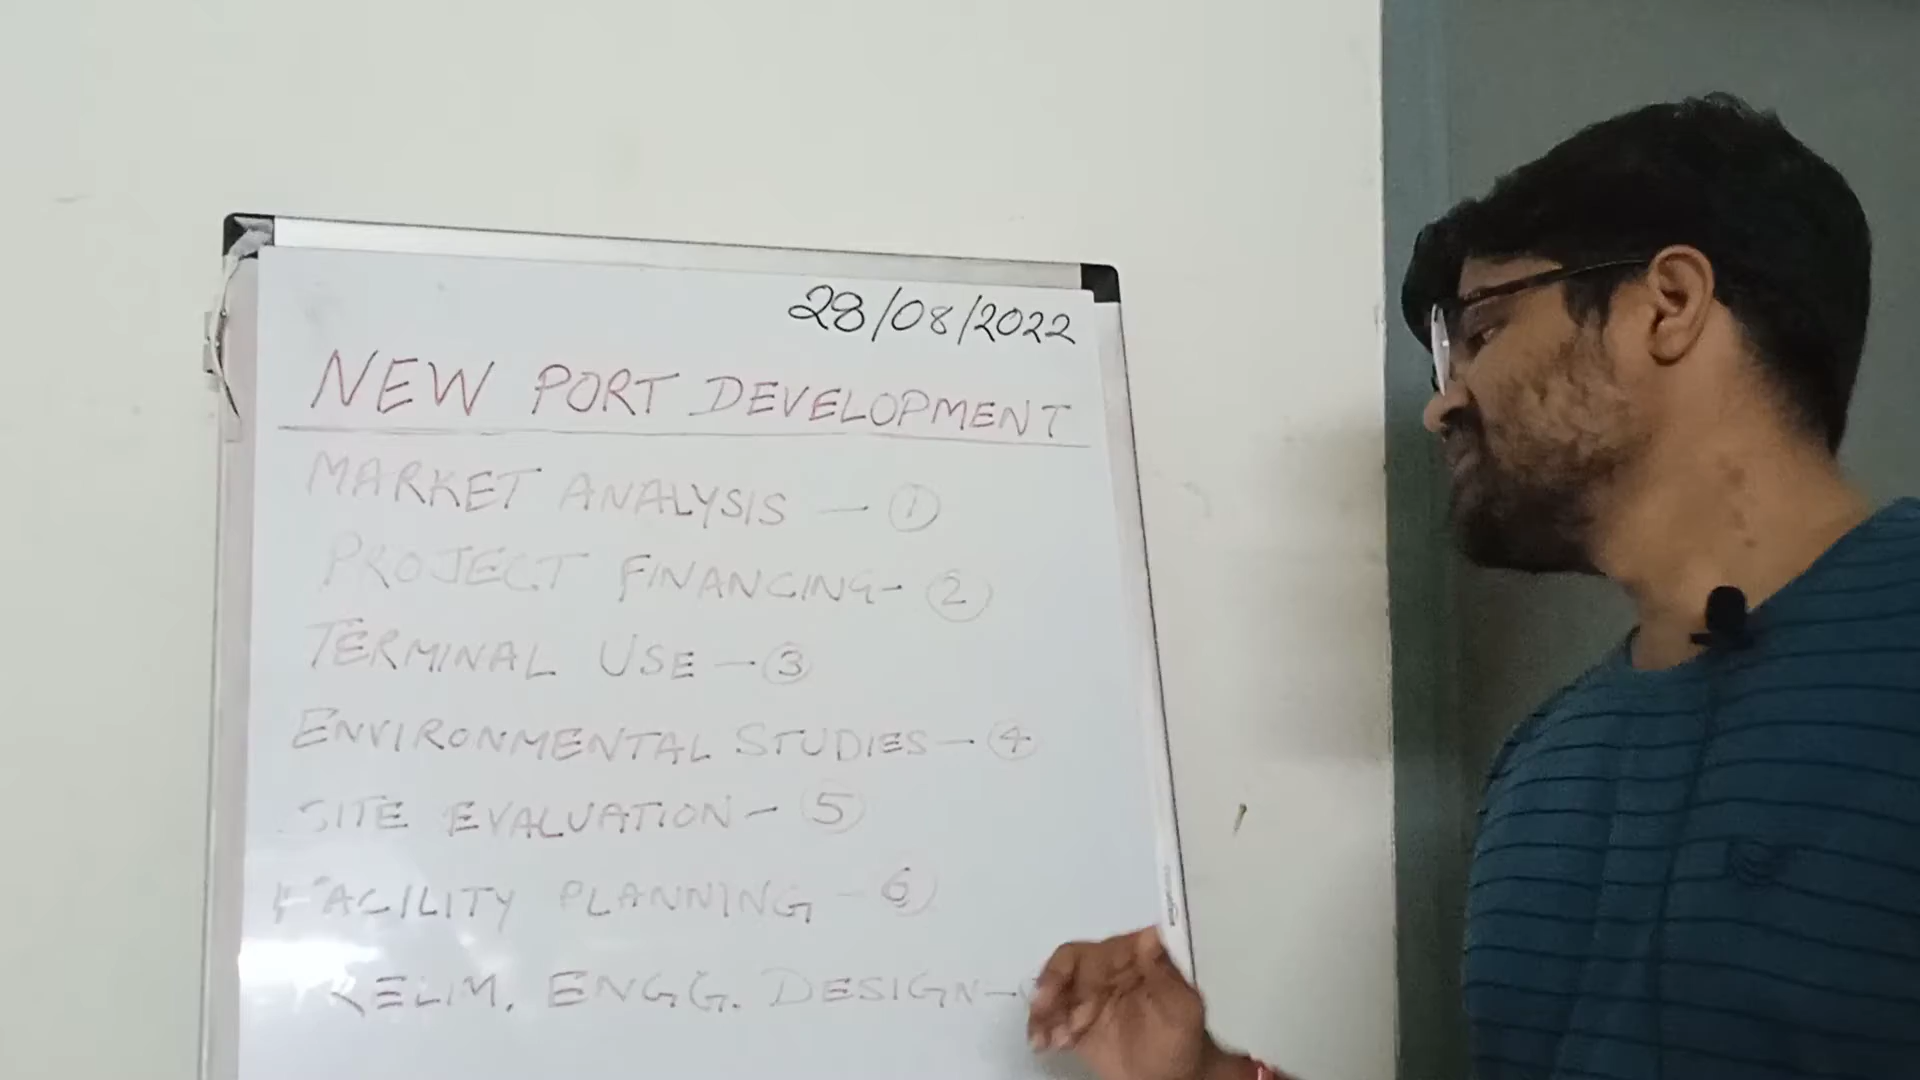 28/08/2022
NEW PORT DEVELOPMENT
MARKET ANALYSIS - 1
PROJECT FINANCING - 2
TERMINAL USE - 3
ENVIRONMENTAL STUDIES - 4
SITE EVALUATION - 5
FACILITY PLANNING - 6
PRELIM. ENGG. DESIGN -